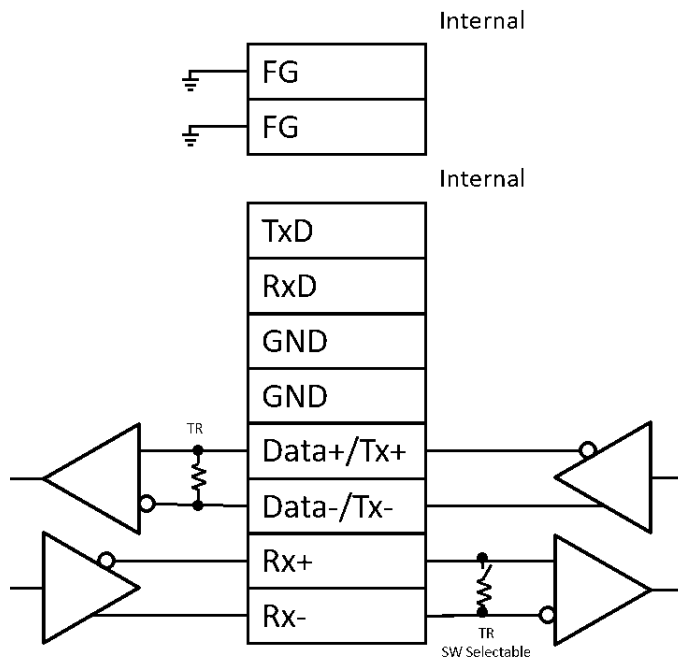 Internal
FG
FG
Internal
TxD
RxD
GND
GND
TR
Data+/Tx+
Data-/Tx-
Rx+
Rx-
TR
SW Selectable